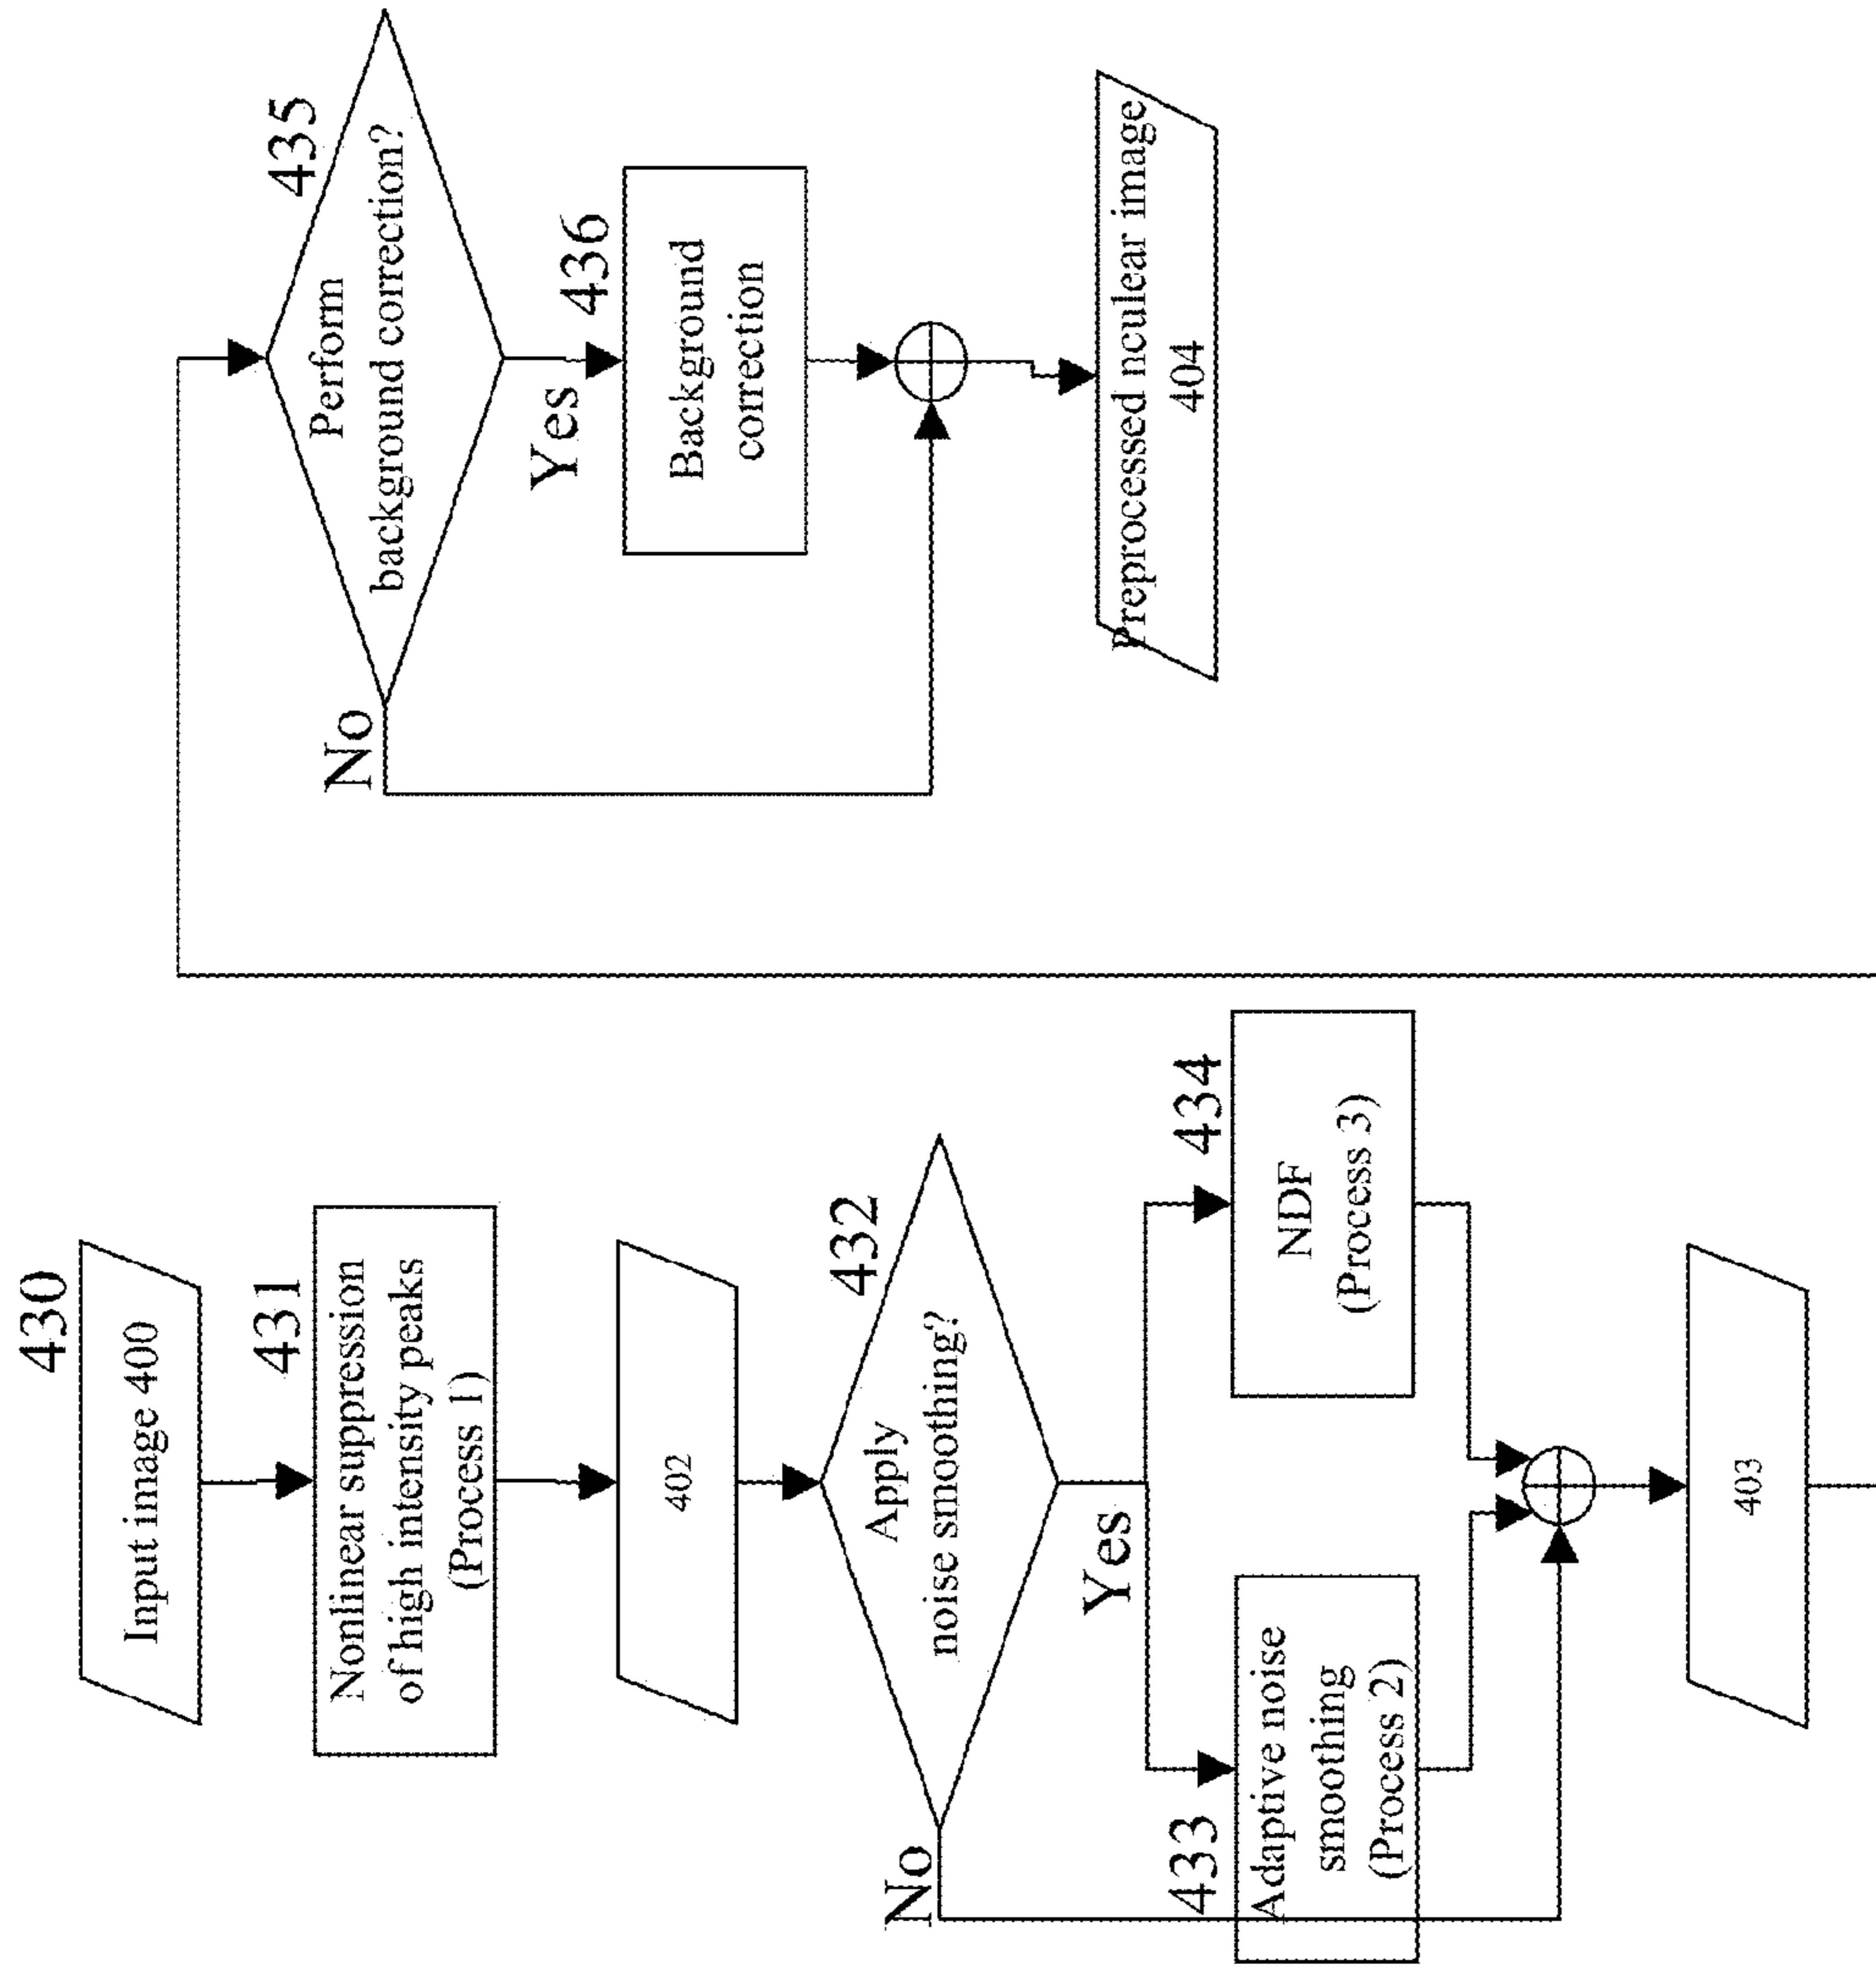 430
Input image 400
431
Nonlinear suppression
of high intensity peaks
(Process 1)
402
432
Apply
noise smoothing?
No
Yes
433
Adaptive noise
smoothing
(Process 2)
434
NDF
(Process 3)
403
435
Perform
background correction?
No
Yes
436
Background
correction
Preprocessed nculear image
404